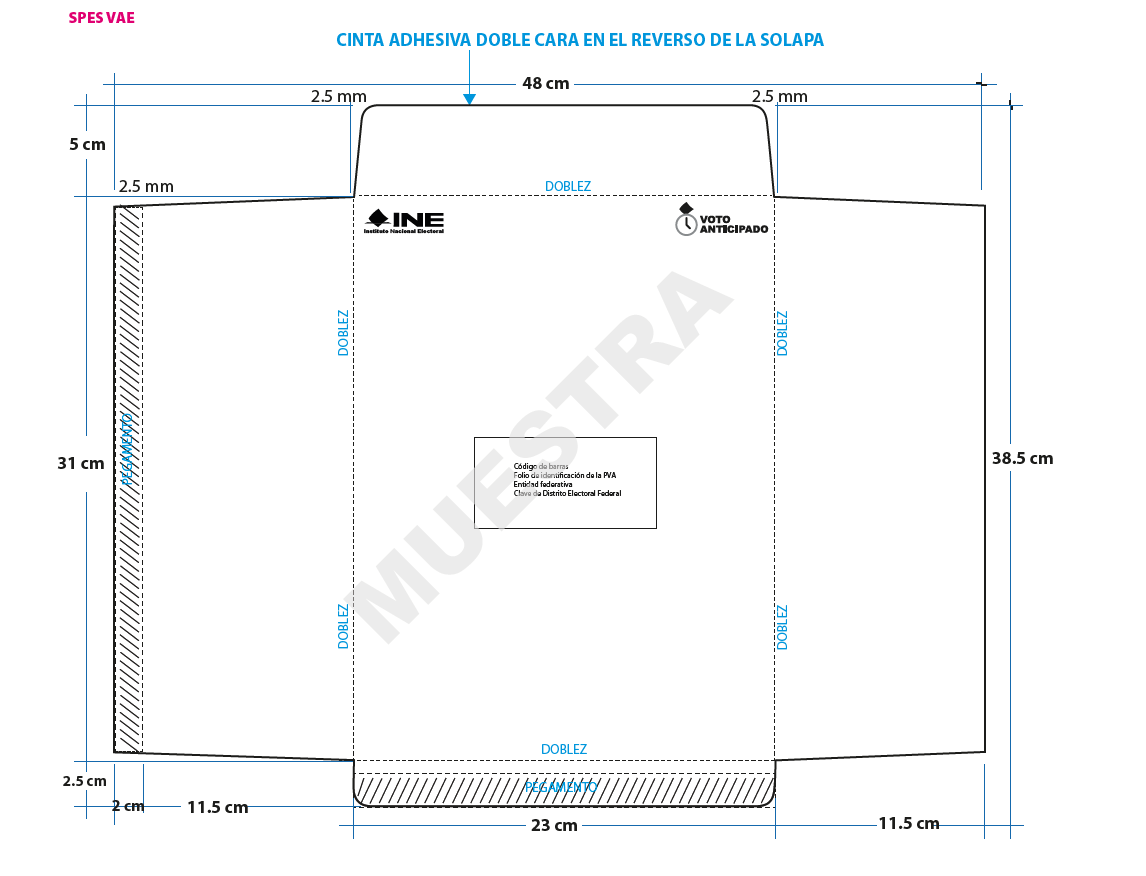 SPES VAE
CINTA ADHESIVA DOBLE CARA EN EL REVERSO DE LA SOLAPA
48 cm
2.5 mm
2.5 mm
5 cm
2.5 mm
DOBLEZ
INE
Instituto Nacional Electoral
VOTO
ANTICIPADO
DOBLEZ
DOBLEZ
MUESTRA
PEGAMENTO
31 cm
38.5 cm
Código de barras
Folio de identificación de la PVA
Entidad federativa
Clave de Distrito Electoral Federal
DOBLEZ
DOBLEZ
DOBLEZ
2.5 cm
PEGAMENTO
2 cm
11.5 cm
23 cm
11.5 cm